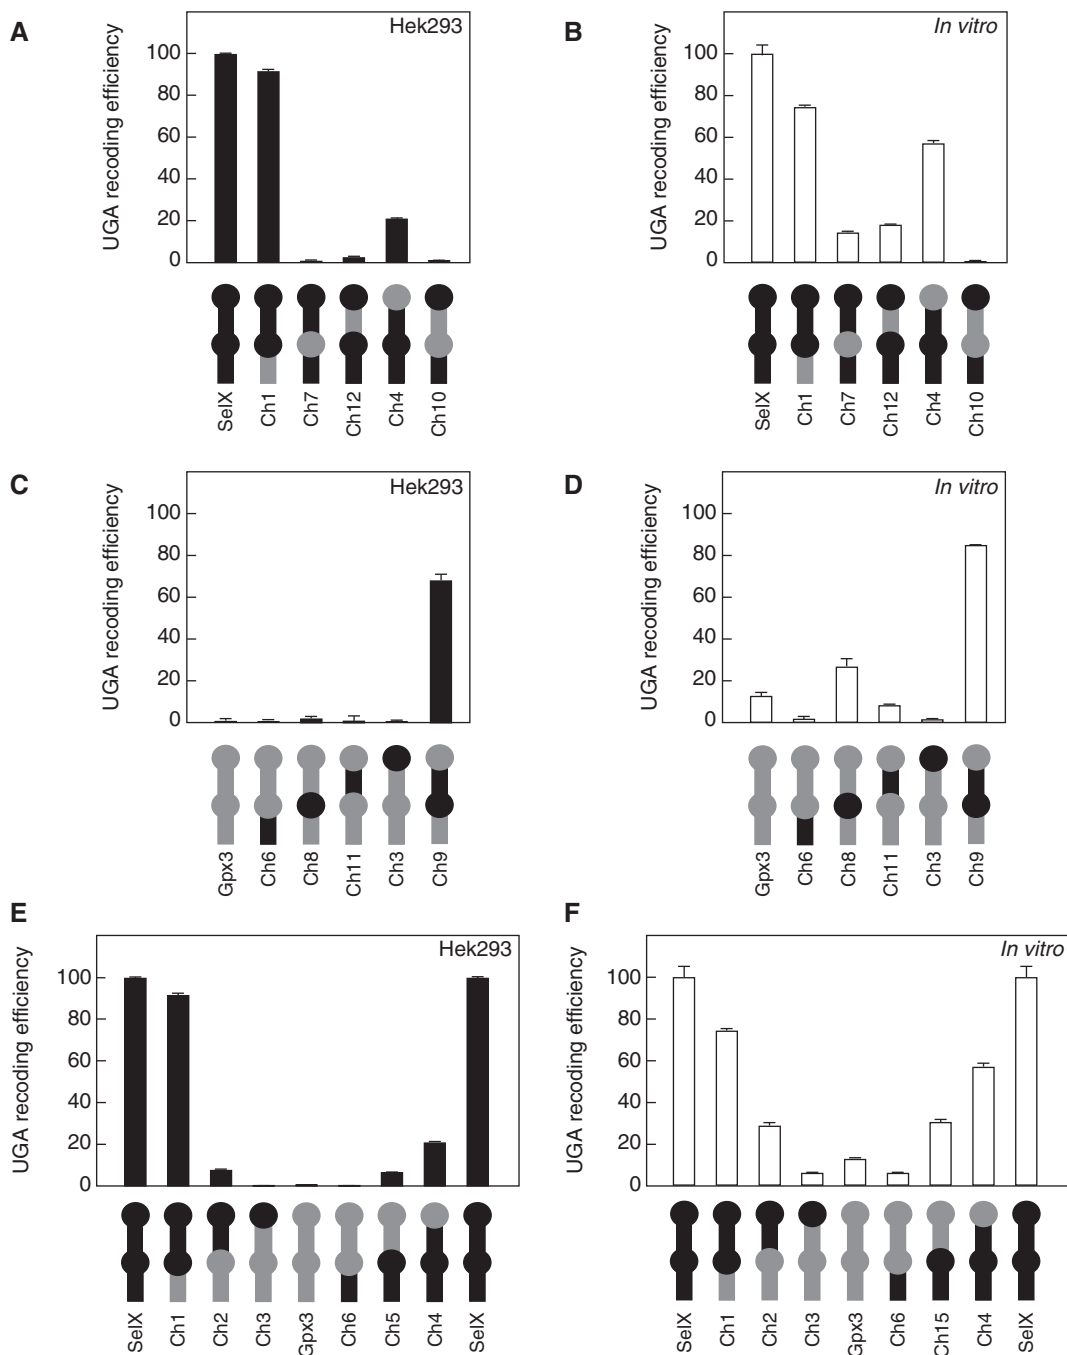 A
Hek293
UGA recoding efficiency
100
80
60
40
20
0
SelX
Ch1
Ch7
Ch12
Ch4
Ch10
B
In vitro
UGA recoding efficiency
100
80
60
40
20
0
SelX
Ch1
Ch7
Ch12
Ch4
Ch10
C
Hek293
UGA recoding efficiency
100
80
60
40
20
0
Gpx3
Ch6
Ch8
Ch11
Ch3
Ch9
D
In vitro
UGA recoding efficiency
100
80
60
40
20
0
Gpx3
Ch6
Ch8
Ch11
Ch3
Ch9
E
Hek293
UGA recoding efficiency
100
80
60
40
20
0
SelX
Ch1
Ch2
Ch3
Gpx3
Ch6
Ch5
Ch4
SelX
F
In vitro
UGA recoding efficiency
100
80
60
40
20
0
SelX
Ch1
Ch2
Ch3
Gpx3
Ch6
Ch15
Ch4
SelX